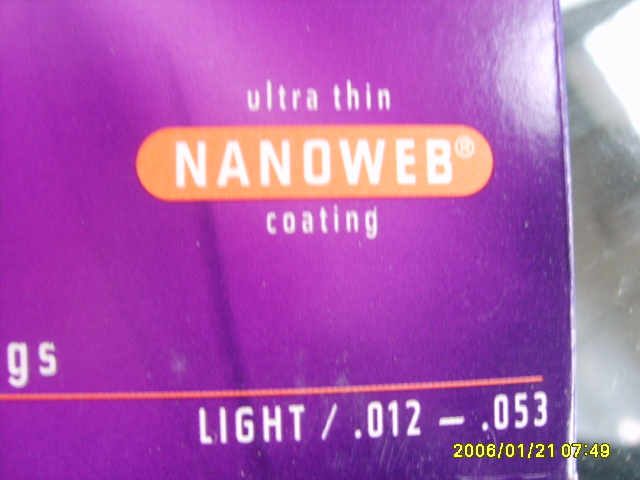 ultra thin
NANOWEB®
coating
gs
LIGHT / .012 – .053
2006/01/21 07:49